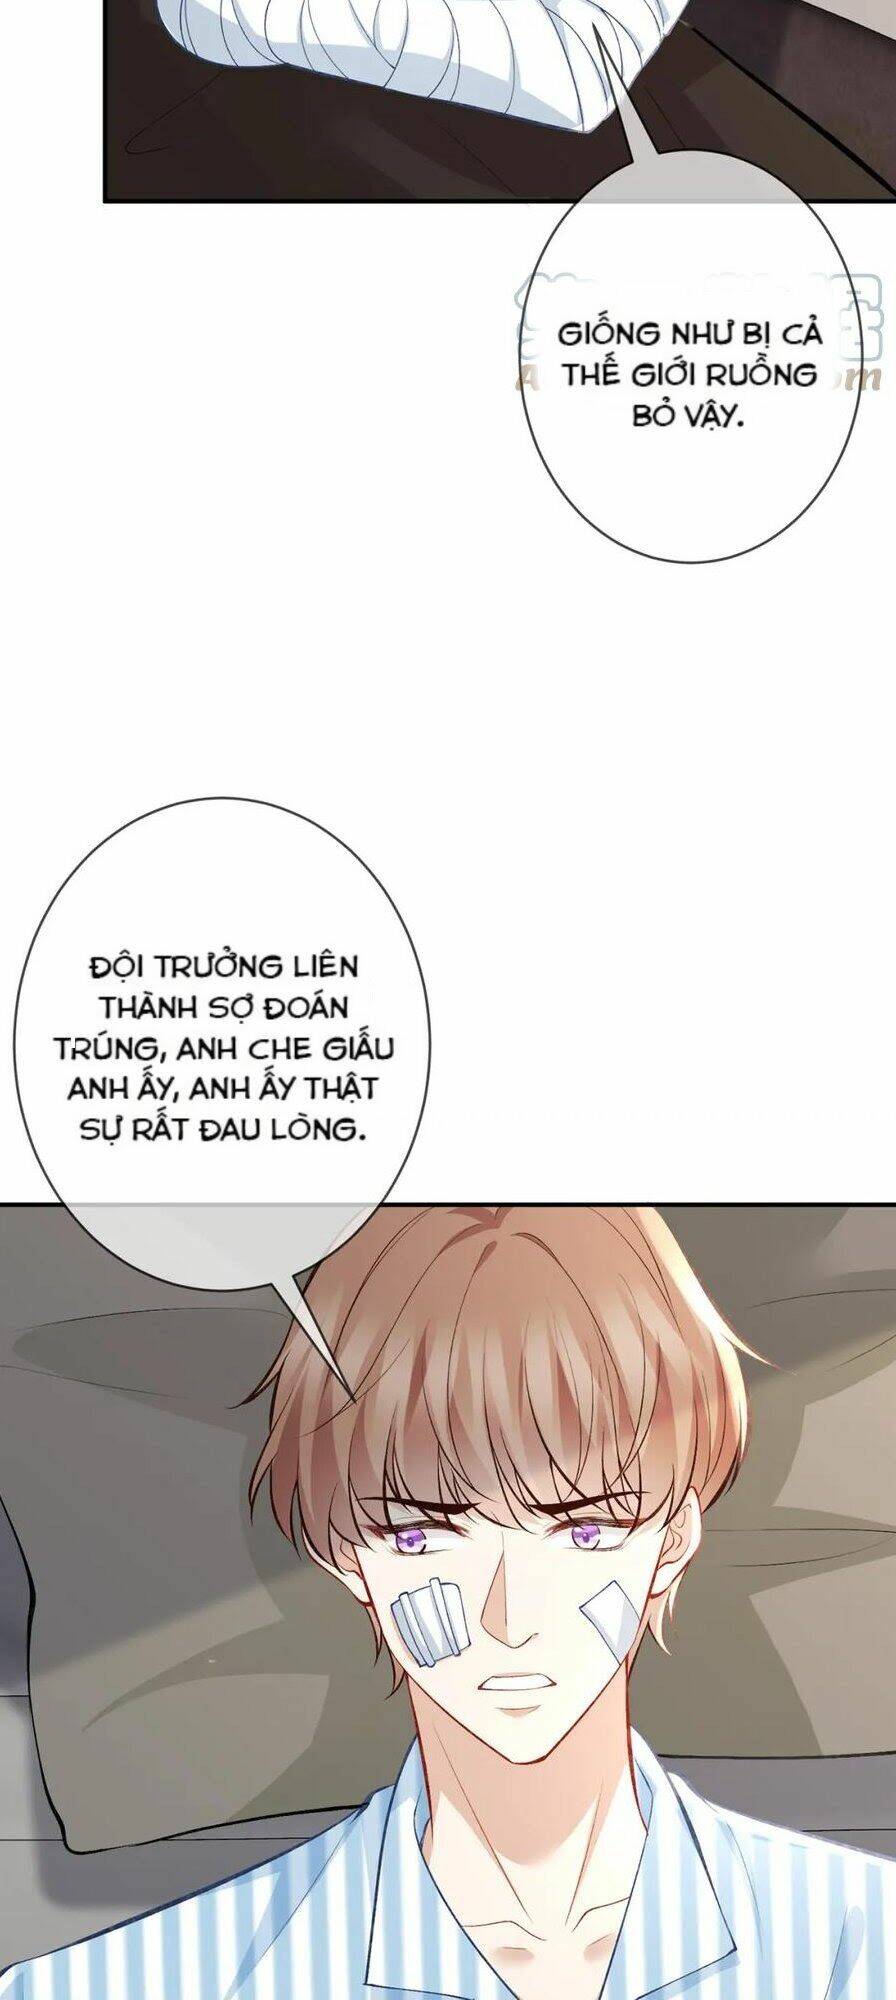 GIỐNG NHƯ BỊ CẢ
THẾ GIỚI RUỒNG
BỎ VẬY.
ĐỘI TRƯỞNG LIÊN
THÀNH SỢ ĐOÁN
TRÚNG, ANH CHE GIẤU
ANH ẤY, ANH ẤY THẬT
SỰ RẤT ĐAU LÒNG.